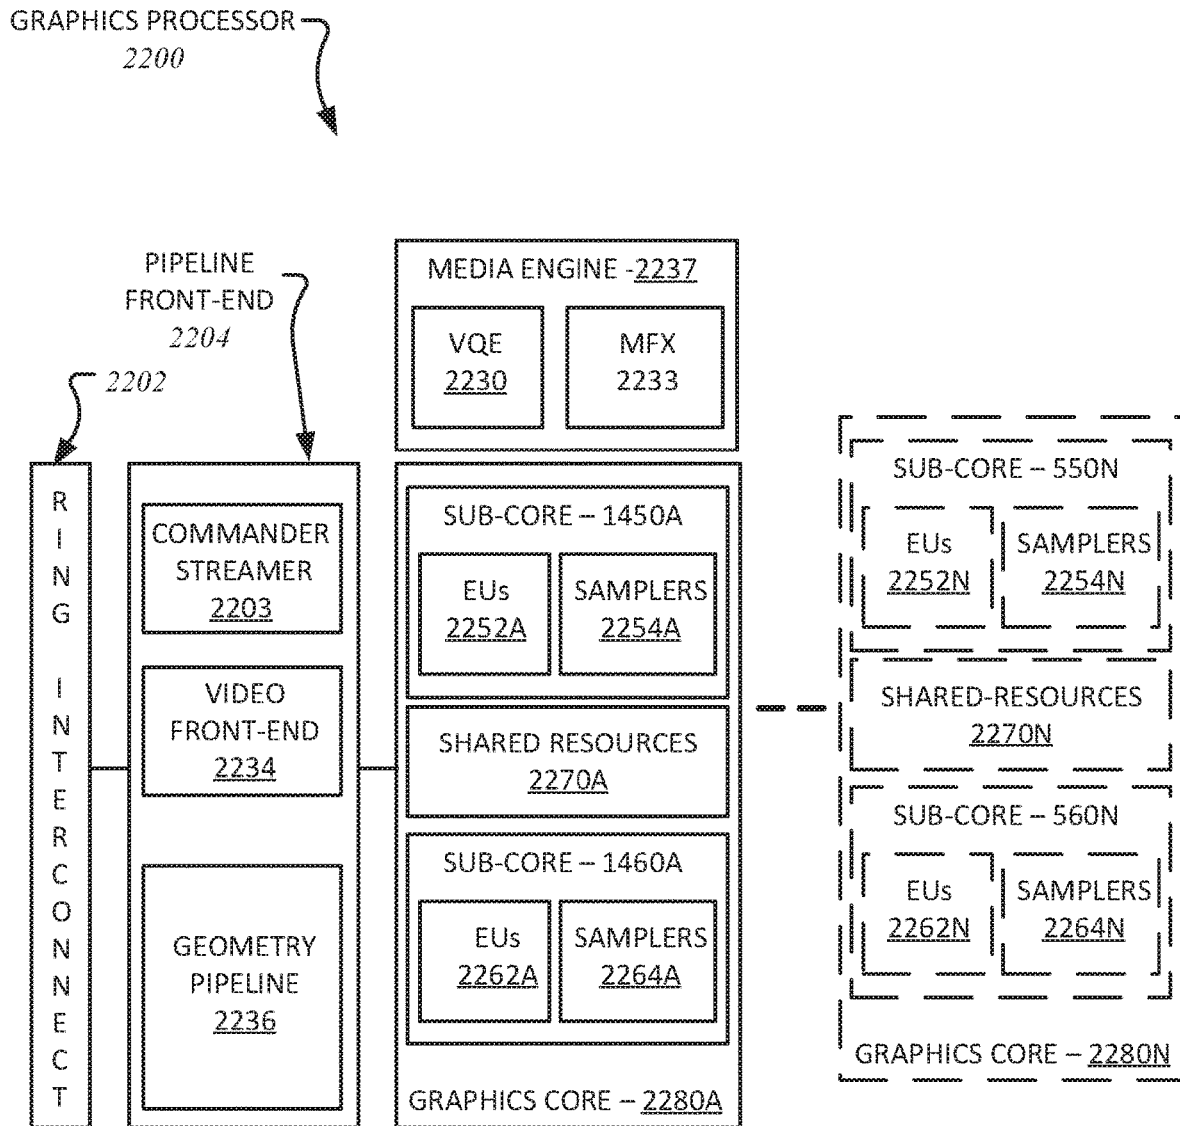 GRAPHICS PROCESSOR
2200
PIPELINE
FRONT-END
2204
2202
RING INTERCONNECT
COMMANDER
STREAMER
2203
VIDEO
FRONT-END
2234
GEOMETRY
PIPELINE
2236
MEDIA ENGINE -2237
VQE
2230
MFX
2233
SUB-CORE – 1450A
EUs
2252A
SAMPLERS
2254A
SHARED RESOURCES
2270A
SUB-CORE – 1460A
EUs
2262A
SAMPLERS
2264A
GRAPHICS CORE – 2280A
SUB-CORE – 550N
EUs
2252N
SAMPLERS
2254N
SHARED-RESOURCES
2270N
SUB-CORE – 560N
EUs
2262N
SAMPLERS
2264N
GRAPHICS CORE – 2280N